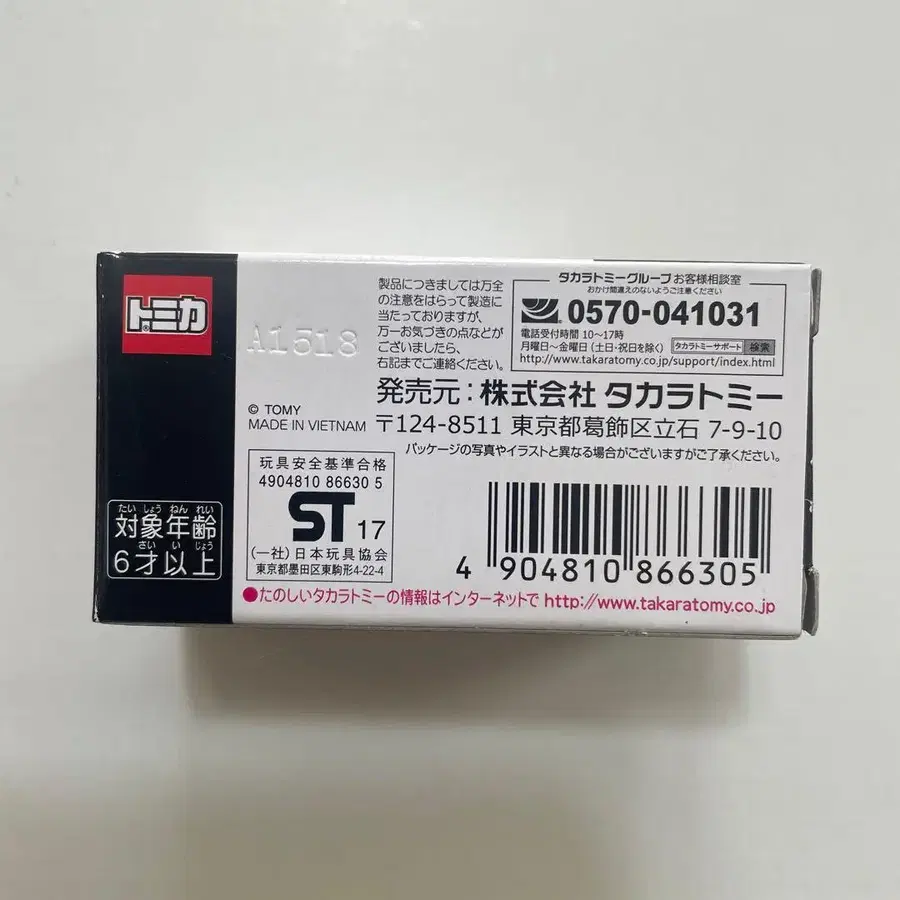 トミカ
®
A1518
製品につきましては万全
の注意をはらって製造に
当たっておりますが、
万一お気づきの点などが
ございましたら、
右記までご連絡ください。
タカラトミーグループお客様相談室
おかけ間違えのないようご注意ください
0570-041031
電話受付時間 10〜17時
月曜日〜金曜日 (土日・祝日を除く) タカラトミーサポート 検索
http://www.takaratomy.co.jp/support/index.html
発売元:株式会社 タカラトミー
© TOMY
MADE IN VIETNAM
〒124-8511 東京都葛飾区立石 7-9-10
パッケージの写真やイラストと異なる場合がございますがご了承ください。
玩具安全基準合格
4904810 86630 5
ST 17
(一社)日本玩具協会
東京都墨田区東駒形4-22-4
たい しょう ねん れい
対象年齢
さい い じょう
6才以上
4 904810 866305
●たのしいタカラトミーの情報はインターネットで http://www.takaratomy.co.jp